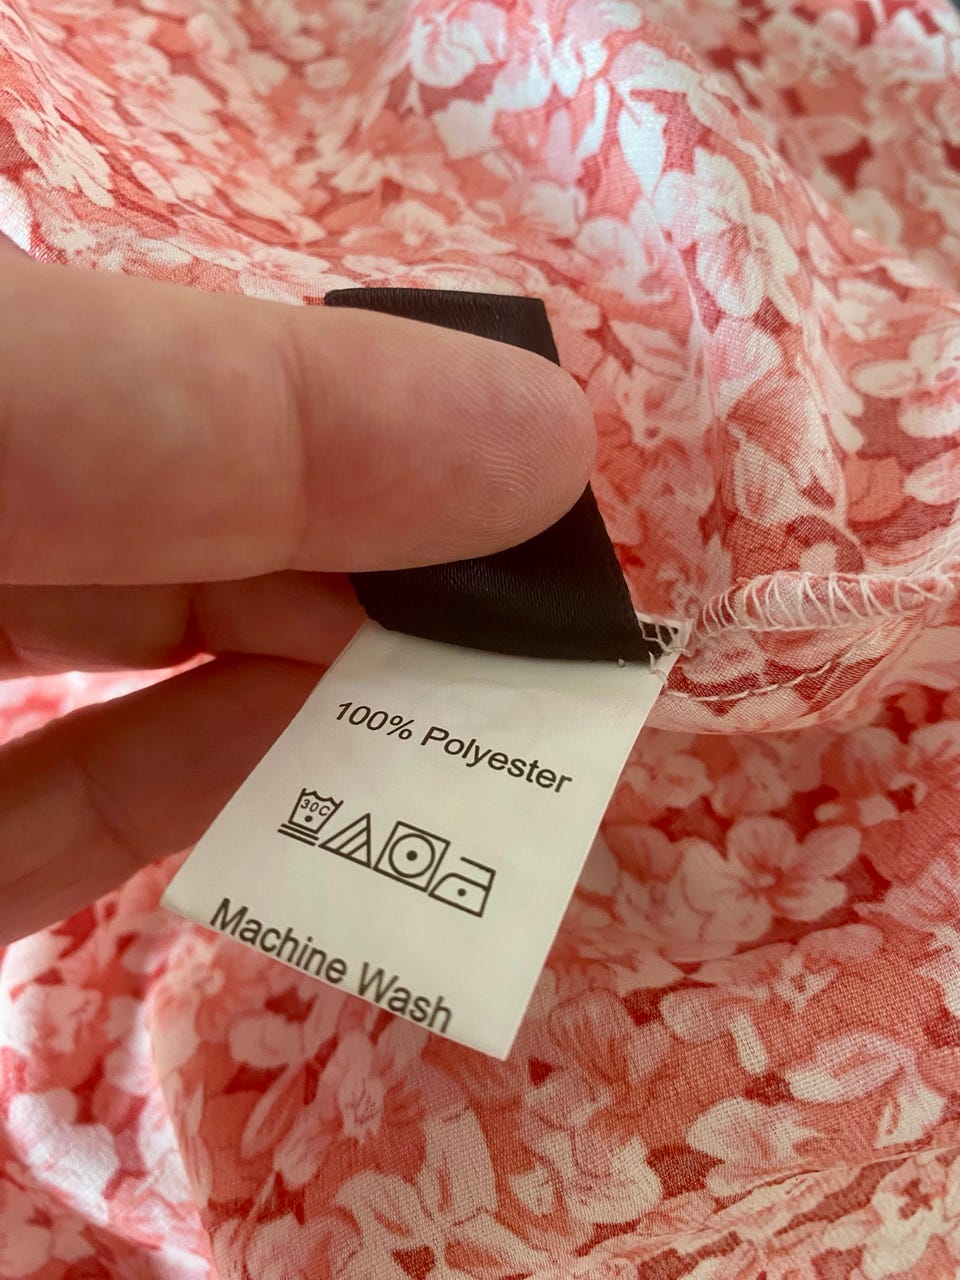 100% Polyester
30C
Machine Wash